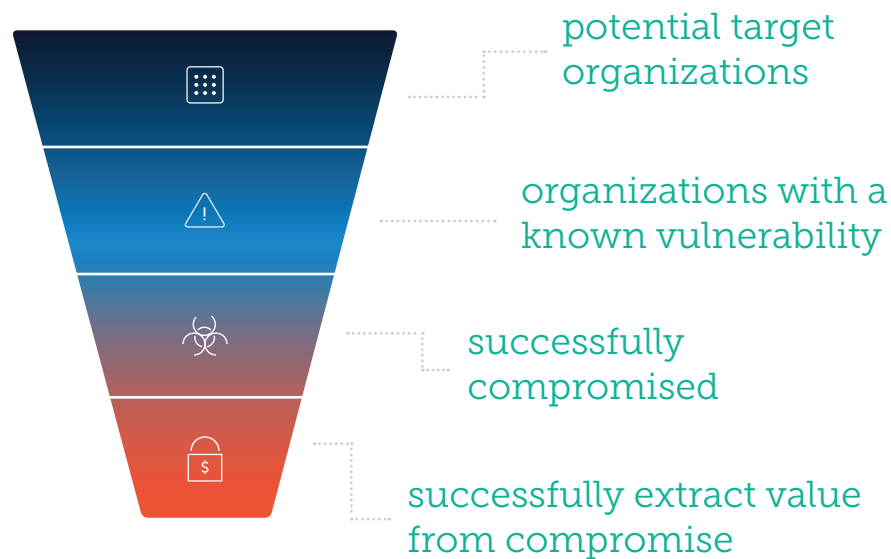 potential target
organizations
!
organizations with a
known vulnerability
successfully
compromised
$
successfully extract value
from compromise